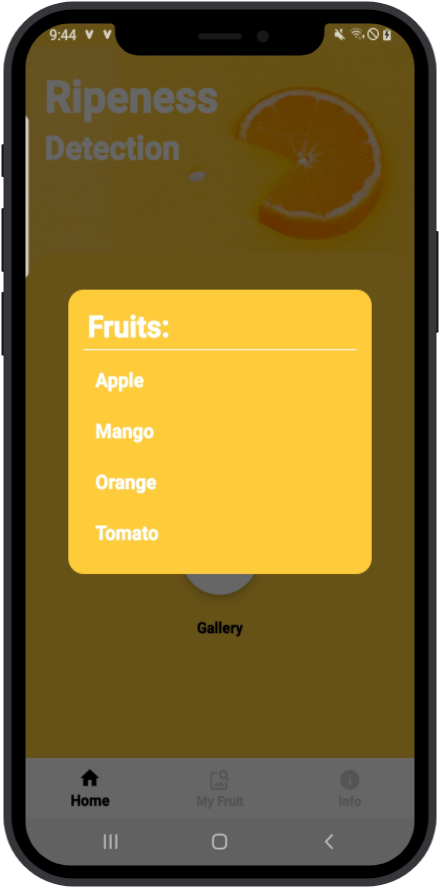 9:44
Ripeness
Detection
Fruits:
Apple
Mango
Orange
Tomato
Gallery
Home
My Fruit
Info